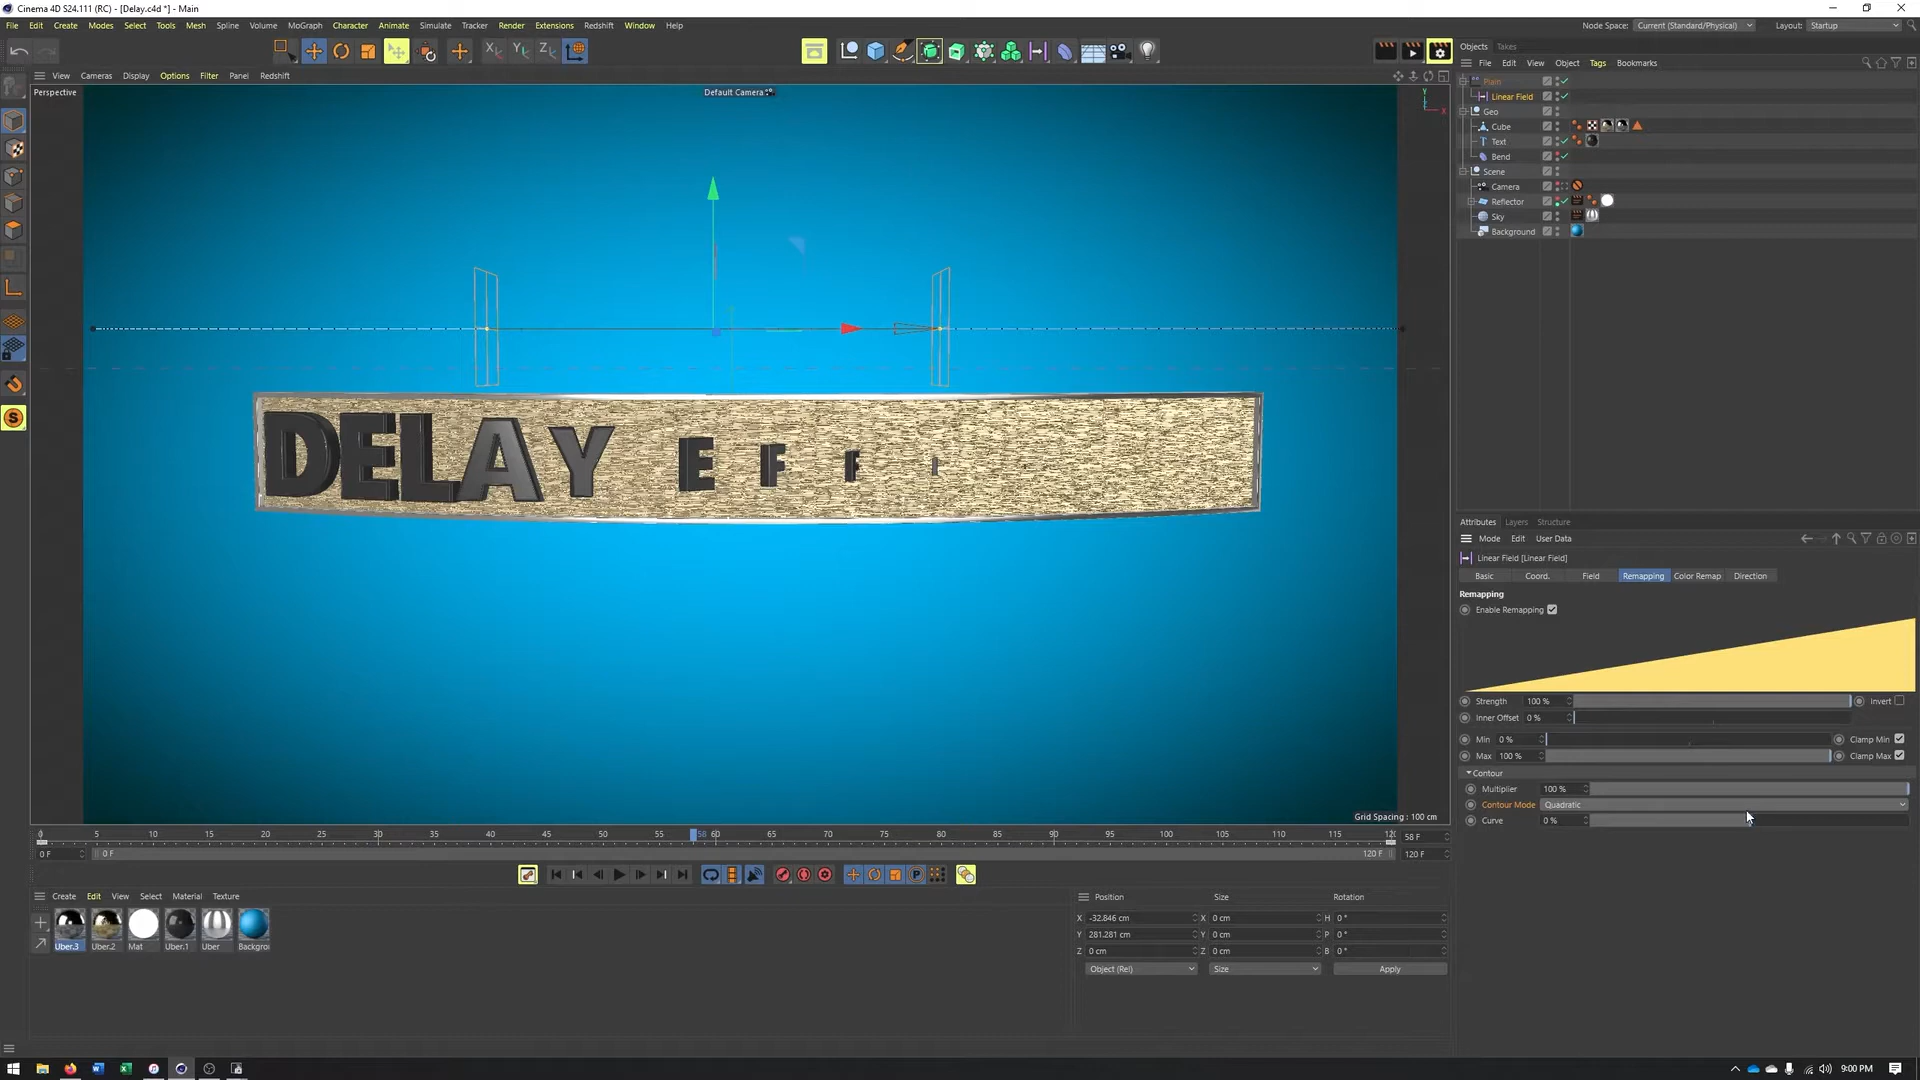 Cinema 4D S24.111 (RC) - [Delay.c4d *] - Main
File Edit Create Modes Select Tools Mesh Spline Volume MoGraph Character Animate Simulate Tracker Render Extensions Redshift Window Help
Node Space: Current (Standard/Physical) Layout: Startup
View Cameras Display Options Filter Panel Redshift
Perspective
Default Camera
Y
X
DELAY EFF
Grid Spacing : 100 cm
0 5 10 15 20 25 30 35 40 45 50 55 58 60 65 70 75 80 85 90 95 100 105 110 115 120
58 F
0 F
0 F
120 F
120 F
Create Edit View Select Material Texture
Uber.3 Uber.2 Mat Uber.1 Uber Backgroi
Position Size Rotation
X -32.846 cm X 0 cm H 0 °
Y 281.281 cm Y 0 cm P 0 °
Z 0 cm Z 0 cm B 0 °
Object (Rel) Size Apply
Objects Takes
File Edit View Object Tags Bookmarks
Plain
Linear Field
Geo
Cube
Text
Bend
Scene
Camera
Reflector
Sky
Background
Attributes Layers Structure
Mode Edit User Data
Linear Field [Linear Field]
Basic Coord. Field Remapping Color Remap Direction
Remapping
Enable Remapping
Strength 100 % Invert
Inner Offset 0 %
Min 0 % Clamp Min
Max 100 % Clamp Max
Contour
Multiplier 100 %
Contour Mode Quadratic
Curve 0 %
9:00 PM